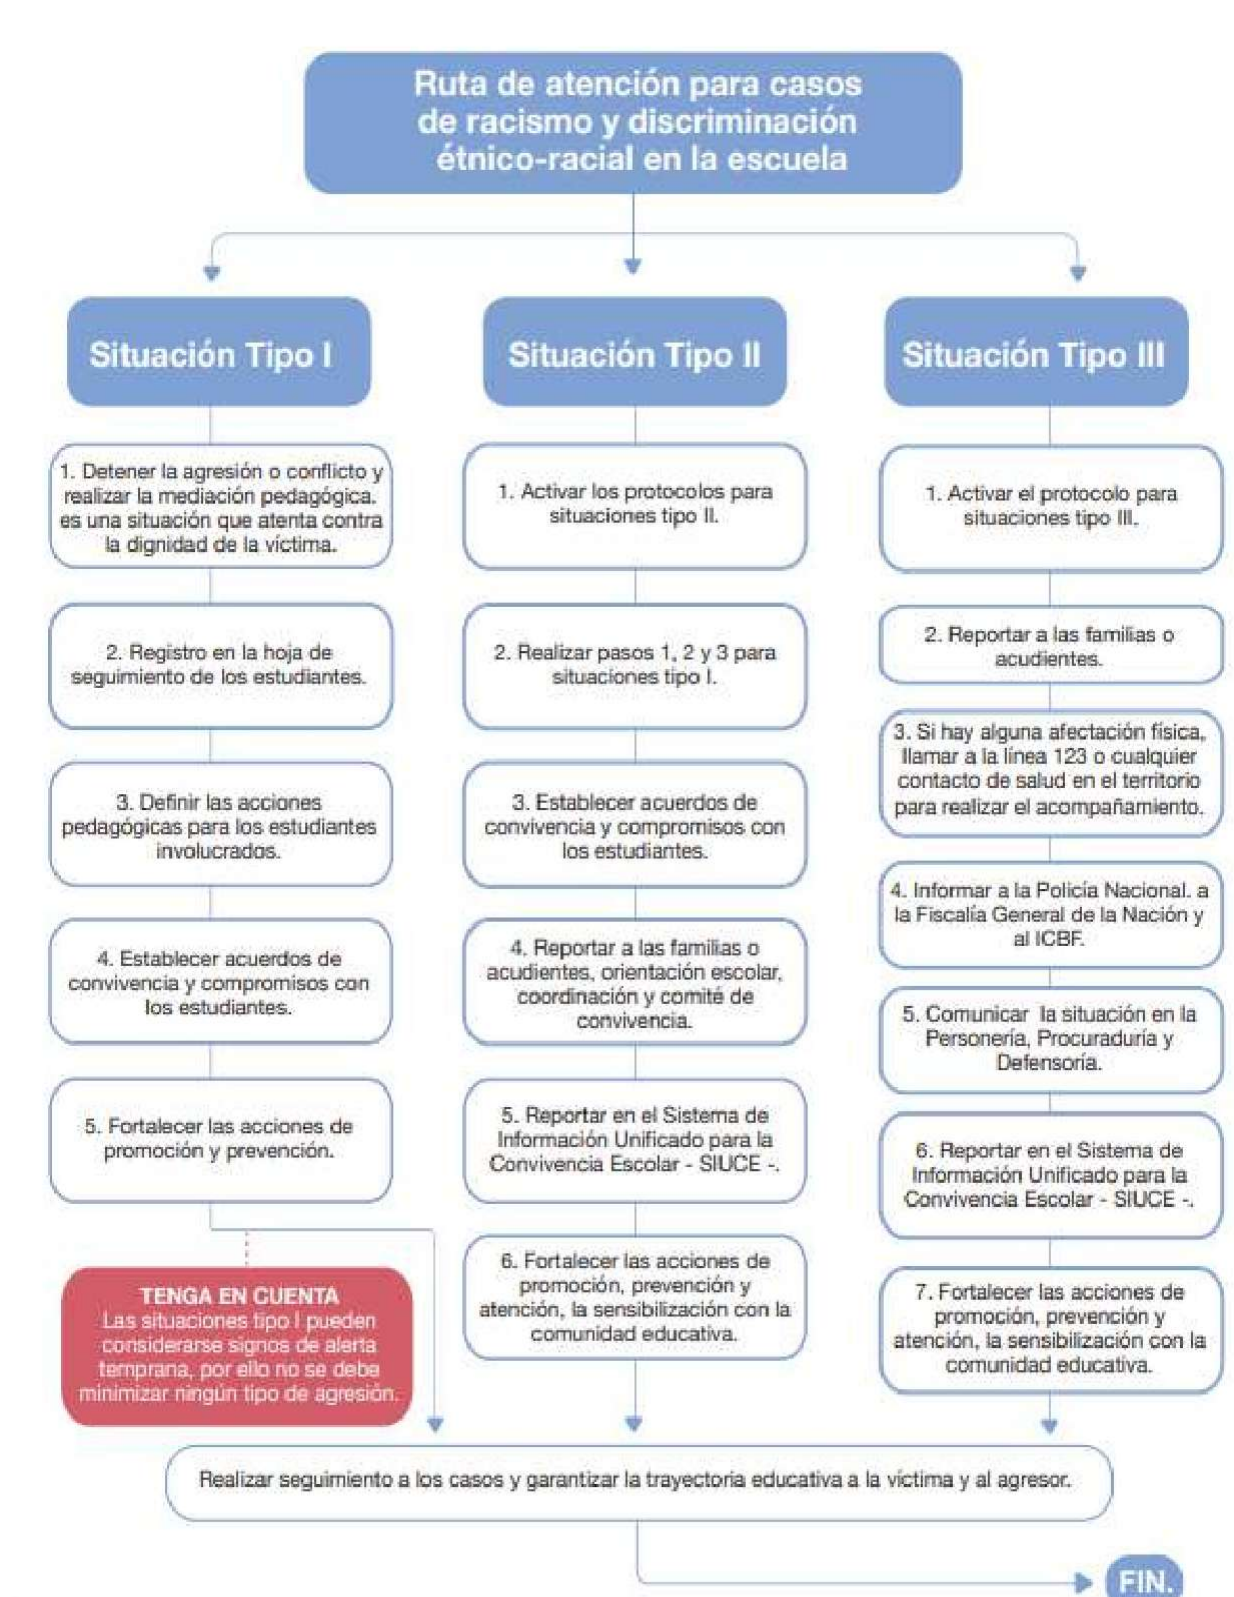 Ruta de atención para casos
de racismo y discriminación
étnico-racial en la escuela
Situación Tipo I
1. Detener la agresión o conflicto y
realizar la mediación pedagógica.
es una situación que atenta contra
la dignidad de la víctima.
2. Registro en la hoja de
seguimiento de los estudiantes.
3. Definir las acciones
pedagógicas para los estudiantes
involucrados.
4. Establecer acuerdos de
convivencia y compromisos con
los estudiantes.
5. Fortalecer las acciones de
promoción y prevención.
TENGA EN CUENTA
Las situaciones tipo I pueden
considerarse signos de alerta
temprana, por ello no se debe
minimizar ningún tipo de agresión.
Situación Tipo II
1. Activar los protocolos para
situaciones tipo II.
2. Realizar pasos 1, 2 y 3 para
situaciones tipo I.
3. Establecer acuerdos de
convivencia y compromisos con
los estudiantes.
4. Reportar a las familias o
acudientes, orientación escolar,
coordinación y comité de
convivencia.
5. Reportar en el Sistema de
Información Unificado para la
Convivencia Escolar - SIUCE -.
6. Fortalecer las acciones de
promoción, prevención y
atención, la sensibilización con la
comunidad educativa.
Situación Tipo III
1. Activar el protocolo para
situaciones tipo III.
2. Reportar a las familias o
acudientes.
3. Si hay alguna afectación física,
llamar a la línea 123 o cualquier
contacto de salud en el territorio
para realizar el acompañamiento.
4. Informar a la Policía Nacional. a
la Fiscalía General de la Nación y
al ICBF.
5. Comunicar la situación en la
Personería, Procuraduría y
Defensoría.
6. Reportar en el Sistema de
Información Unificado para la
Convivencia Escolar - SIUCE -.
7. Fortalecer las acciones de
promoción, prevención y
atención, la sensibilización con la
comunidad educativa.
Realizar seguimiento a los casos y garantizar la trayectoria educativa a la víctima y al agresor.
FIN.